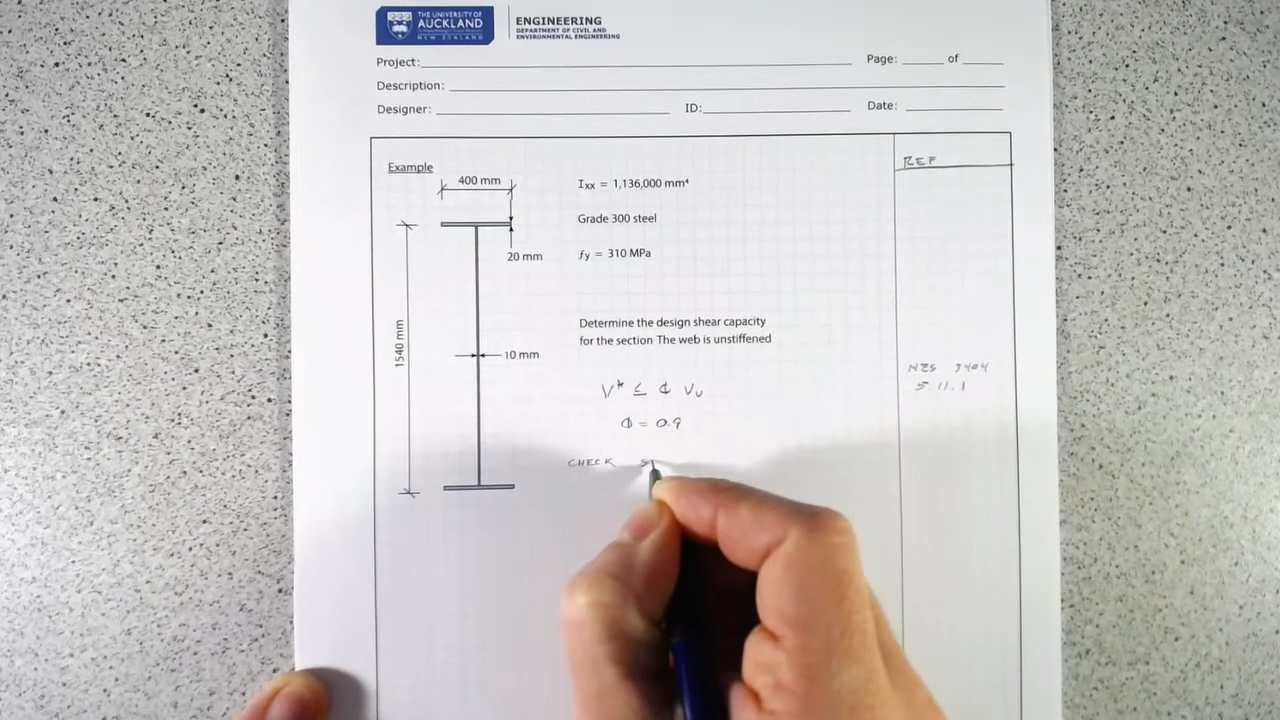 THE UNIVERSITY OF
AUCKLAND
NEW ZEALAND
ENGINEERING
DEPARTMENT OF CIVIL AND
ENVIRONMENTAL ENGINEERING
Project:
Page: of
Description:
Designer: ID: Date:
REF
Example
400 mm
Ixx = 1,136,000 mm⁴
Grade 300 steel
fy = 310 MPa
20 mm
1540 mm
10 mm
Determine the design shear capacity
for the section The web is unstiffened
NZS 3404
5.11.1
V* ≤ ϕ Vv
ϕ = 0.9
CHECK